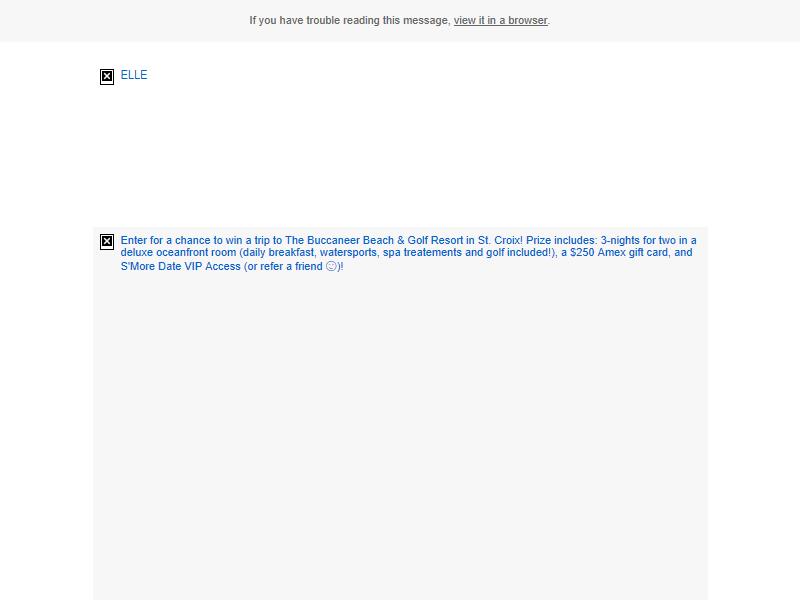 If you have trouble reading this message, view it in a browser.
ELLE
Enter for a chance to win a trip to The Buccaneer Beach & Golf Resort in St. Croix! Prize includes: 3-nights for two in a
deluxe oceanfront room (daily breakfast, watersports, spa treatements and golf included!), a $250 Amex gift card, and
S'More Date VIP Access (or refer a friend 🙂)!